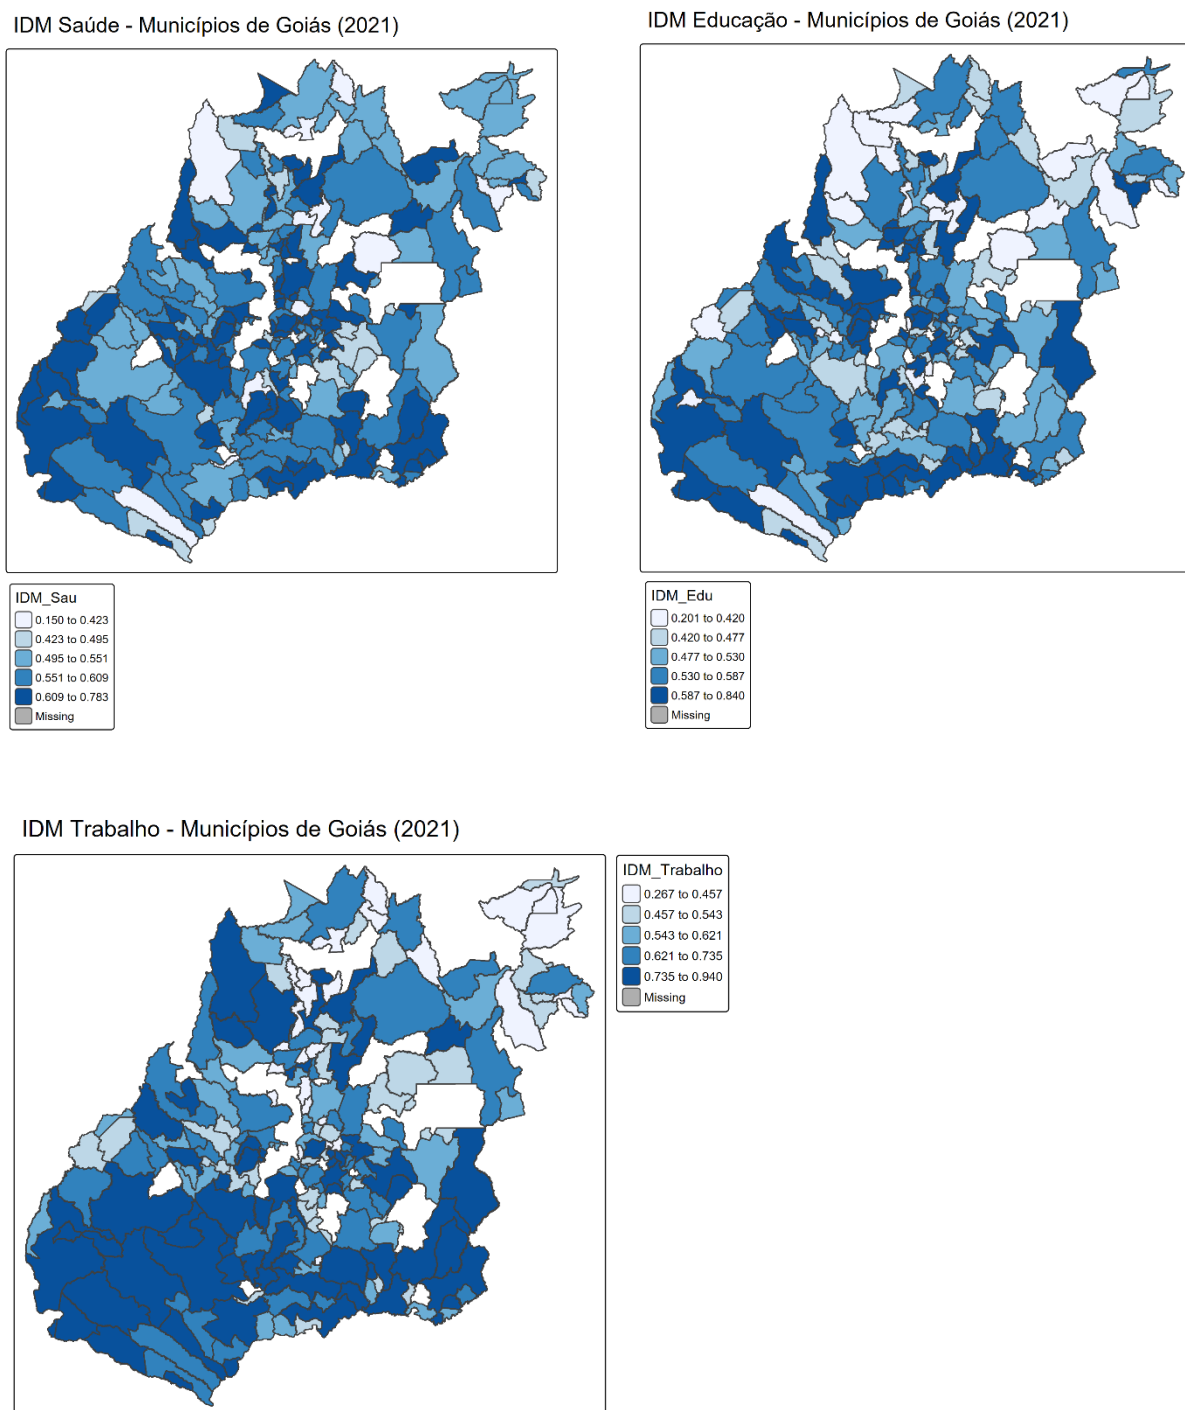 IDM Saúde - Municípios de Goiás (2021)
IDM_Sau
0.150 to 0.423
0.423 to 0.495
0.495 to 0.551
0.551 to 0.609
0.609 to 0.783
Missing
IDM Educação - Municípios de Goiás (2021)
IDM_Edu
0.201 to 0.420
0.420 to 0.477
0.477 to 0.530
0.530 to 0.587
0.587 to 0.840
Missing
IDM Trabalho - Municípios de Goiás (2021)
IDM_Trabalho
0.267 to 0.457
0.457 to 0.543
0.543 to 0.621
0.621 to 0.735
0.735 to 0.940
Missing